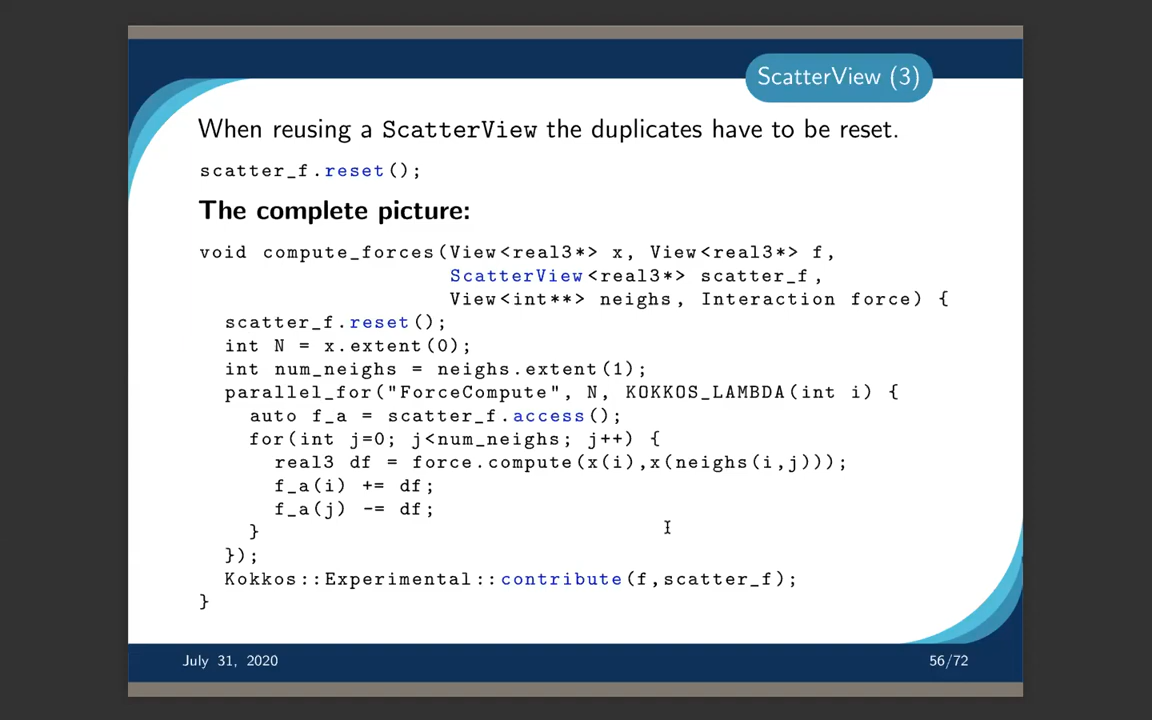 ScatterView (3)
When reusing a ScatterView the duplicates have to be reset.
scatter_f.reset();
The complete picture:
void compute_forces(View<real3*> x, View<real3*> f,
ScatterView<real3*> scatter_f,
View<int**> neighs, Interaction force) {
scatter_f.reset();
int N = x.extent(0);
int num_neighs = neighs.extent(1);
parallel_for("ForceCompute", N, KOKKOS_LAMBDA(int i) {
auto f_a = scatter_f.access();
for(int j=0; j<num_neighs; j++) {
real3 df = force.compute(x(i),x(neighs(i,j)));
f_a(i) += df;
f_a(j) -= df;
}
});
Kokkos::Experimental::contribute(f,scatter_f);
}
July 31, 2020
56/72